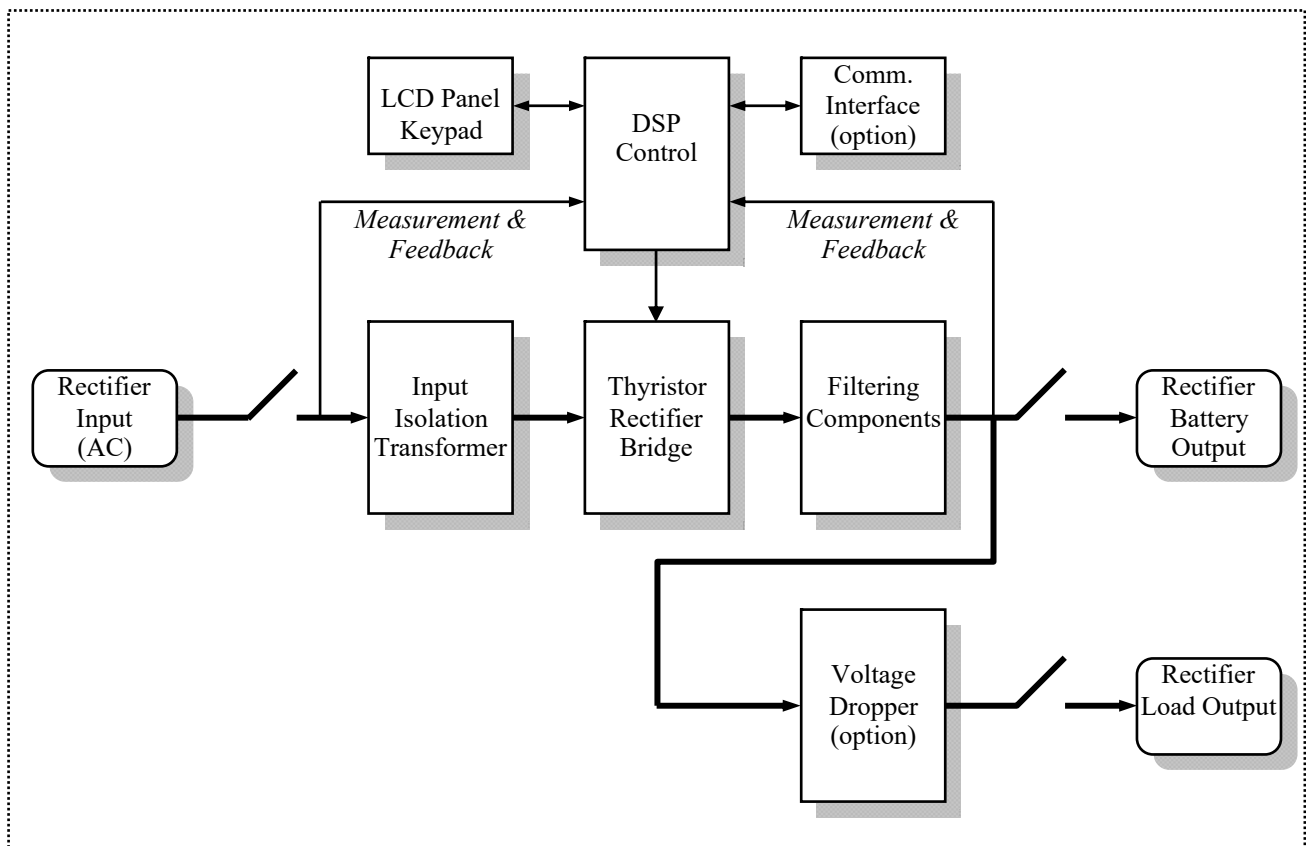 LCD Panel
Keypad
DSP
Control
Comm.
Interface
(option)
Measurement &
Feedback
Measurement &
Feedback
Rectifier
Input
(AC)
Input
Isolation
Transformer
Thyristor
Rectifier
Bridge
Filtering
Components
Rectifier
Battery
Output
Voltage
Dropper
(option)
Rectifier
Load Output